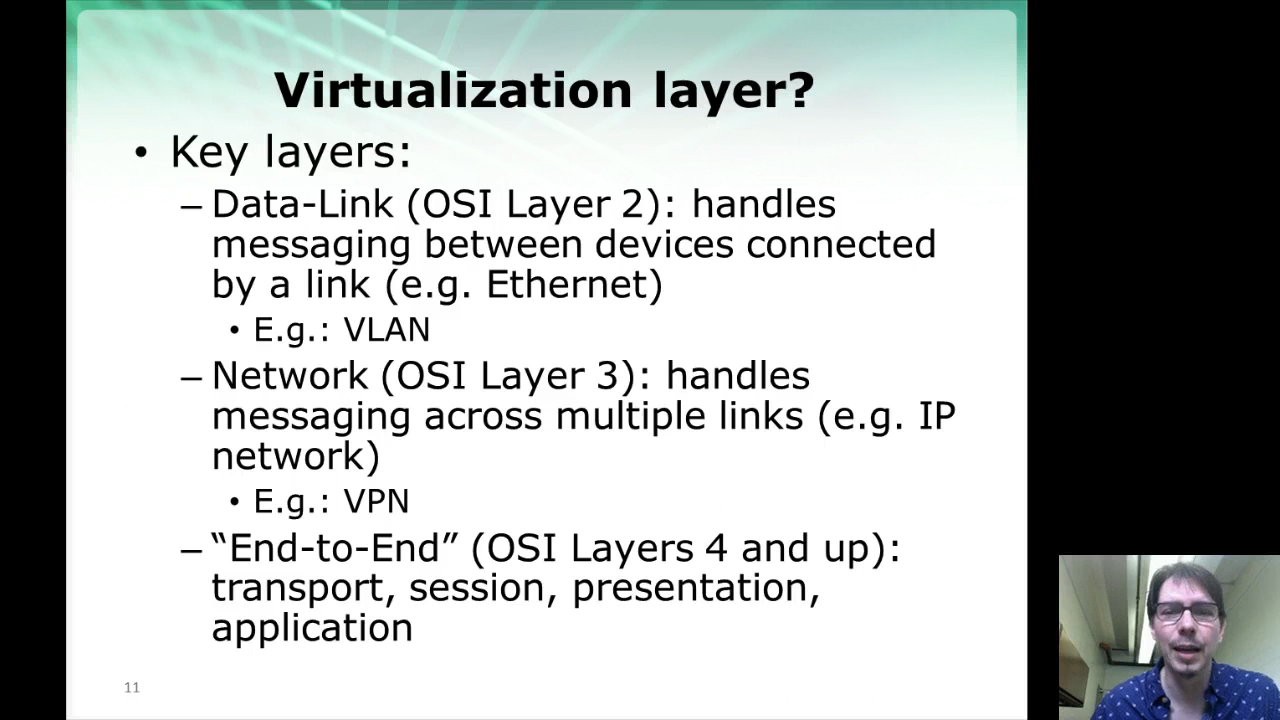 Virtualization layer?
• Key layers:
– Data-Link (OSI Layer 2): handles
messaging between devices connected
by a link (e.g. Ethernet)
• E.g.: VLAN
– Network (OSI Layer 3): handles
messaging across multiple links (e.g. IP
network)
• E.g.: VPN
– “End-to-End” (OSI Layers 4 and up):
transport, session, presentation,
application
11